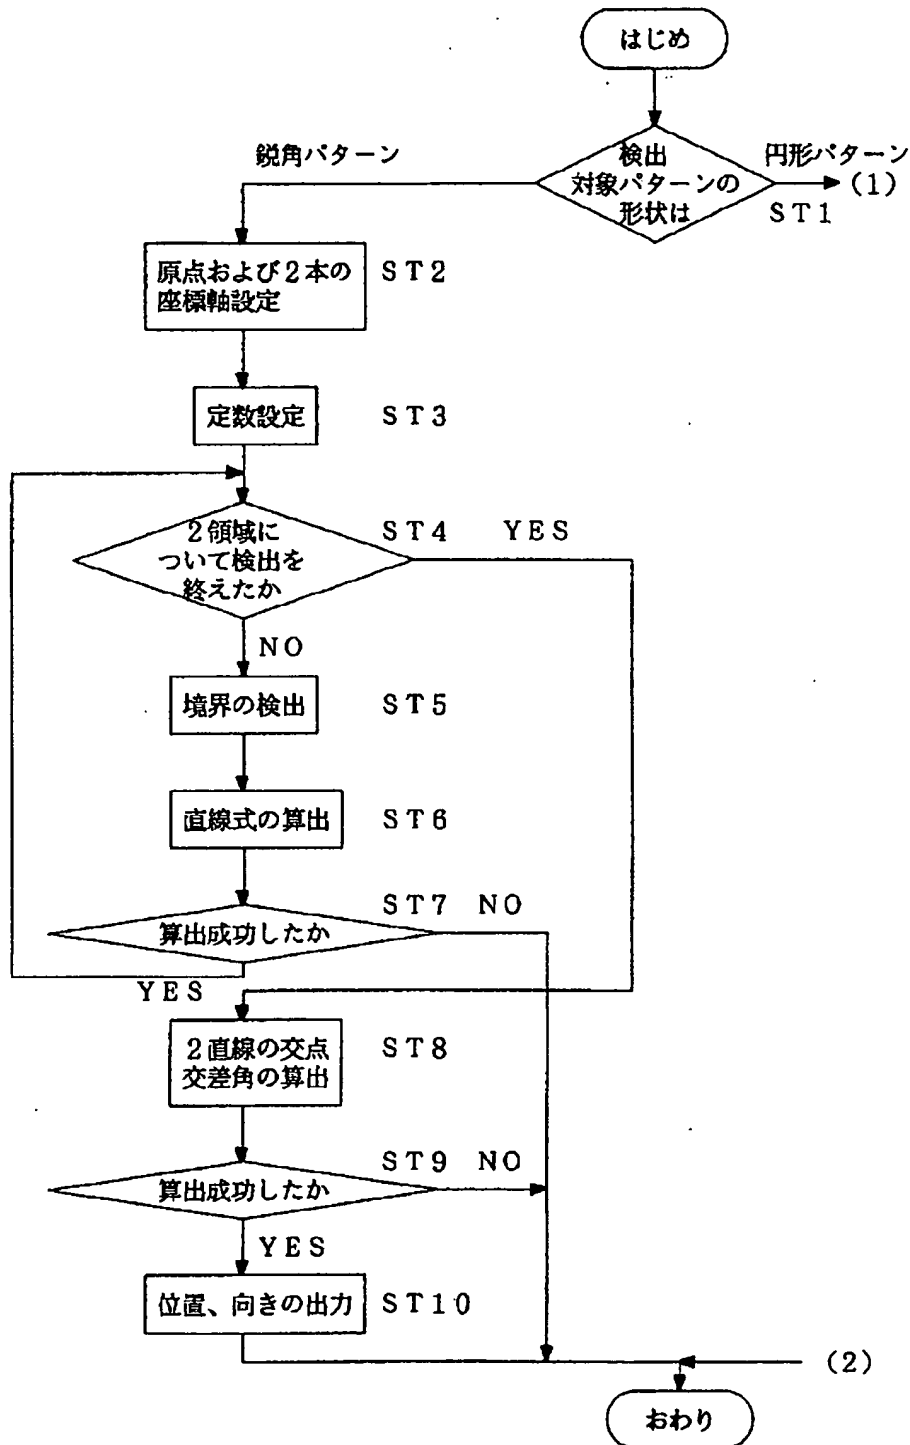 はじめ
鋭角パターン
検出
対象パターンの
形状は
円形パターン
(1)
ST1
原点および2本の
座標軸設定
ST2
定数設定
ST3
2領域に
ついて検出を
終えたか
ST4 YES
NO
境界の検出
ST5
直線式の算出
ST6
算出成功したか
ST7 NO
YES
2直線の交点
交差角の算出
ST8
算出成功したか
ST9 NO
YES
位置、向きの出力
ST10
(2)
おわり